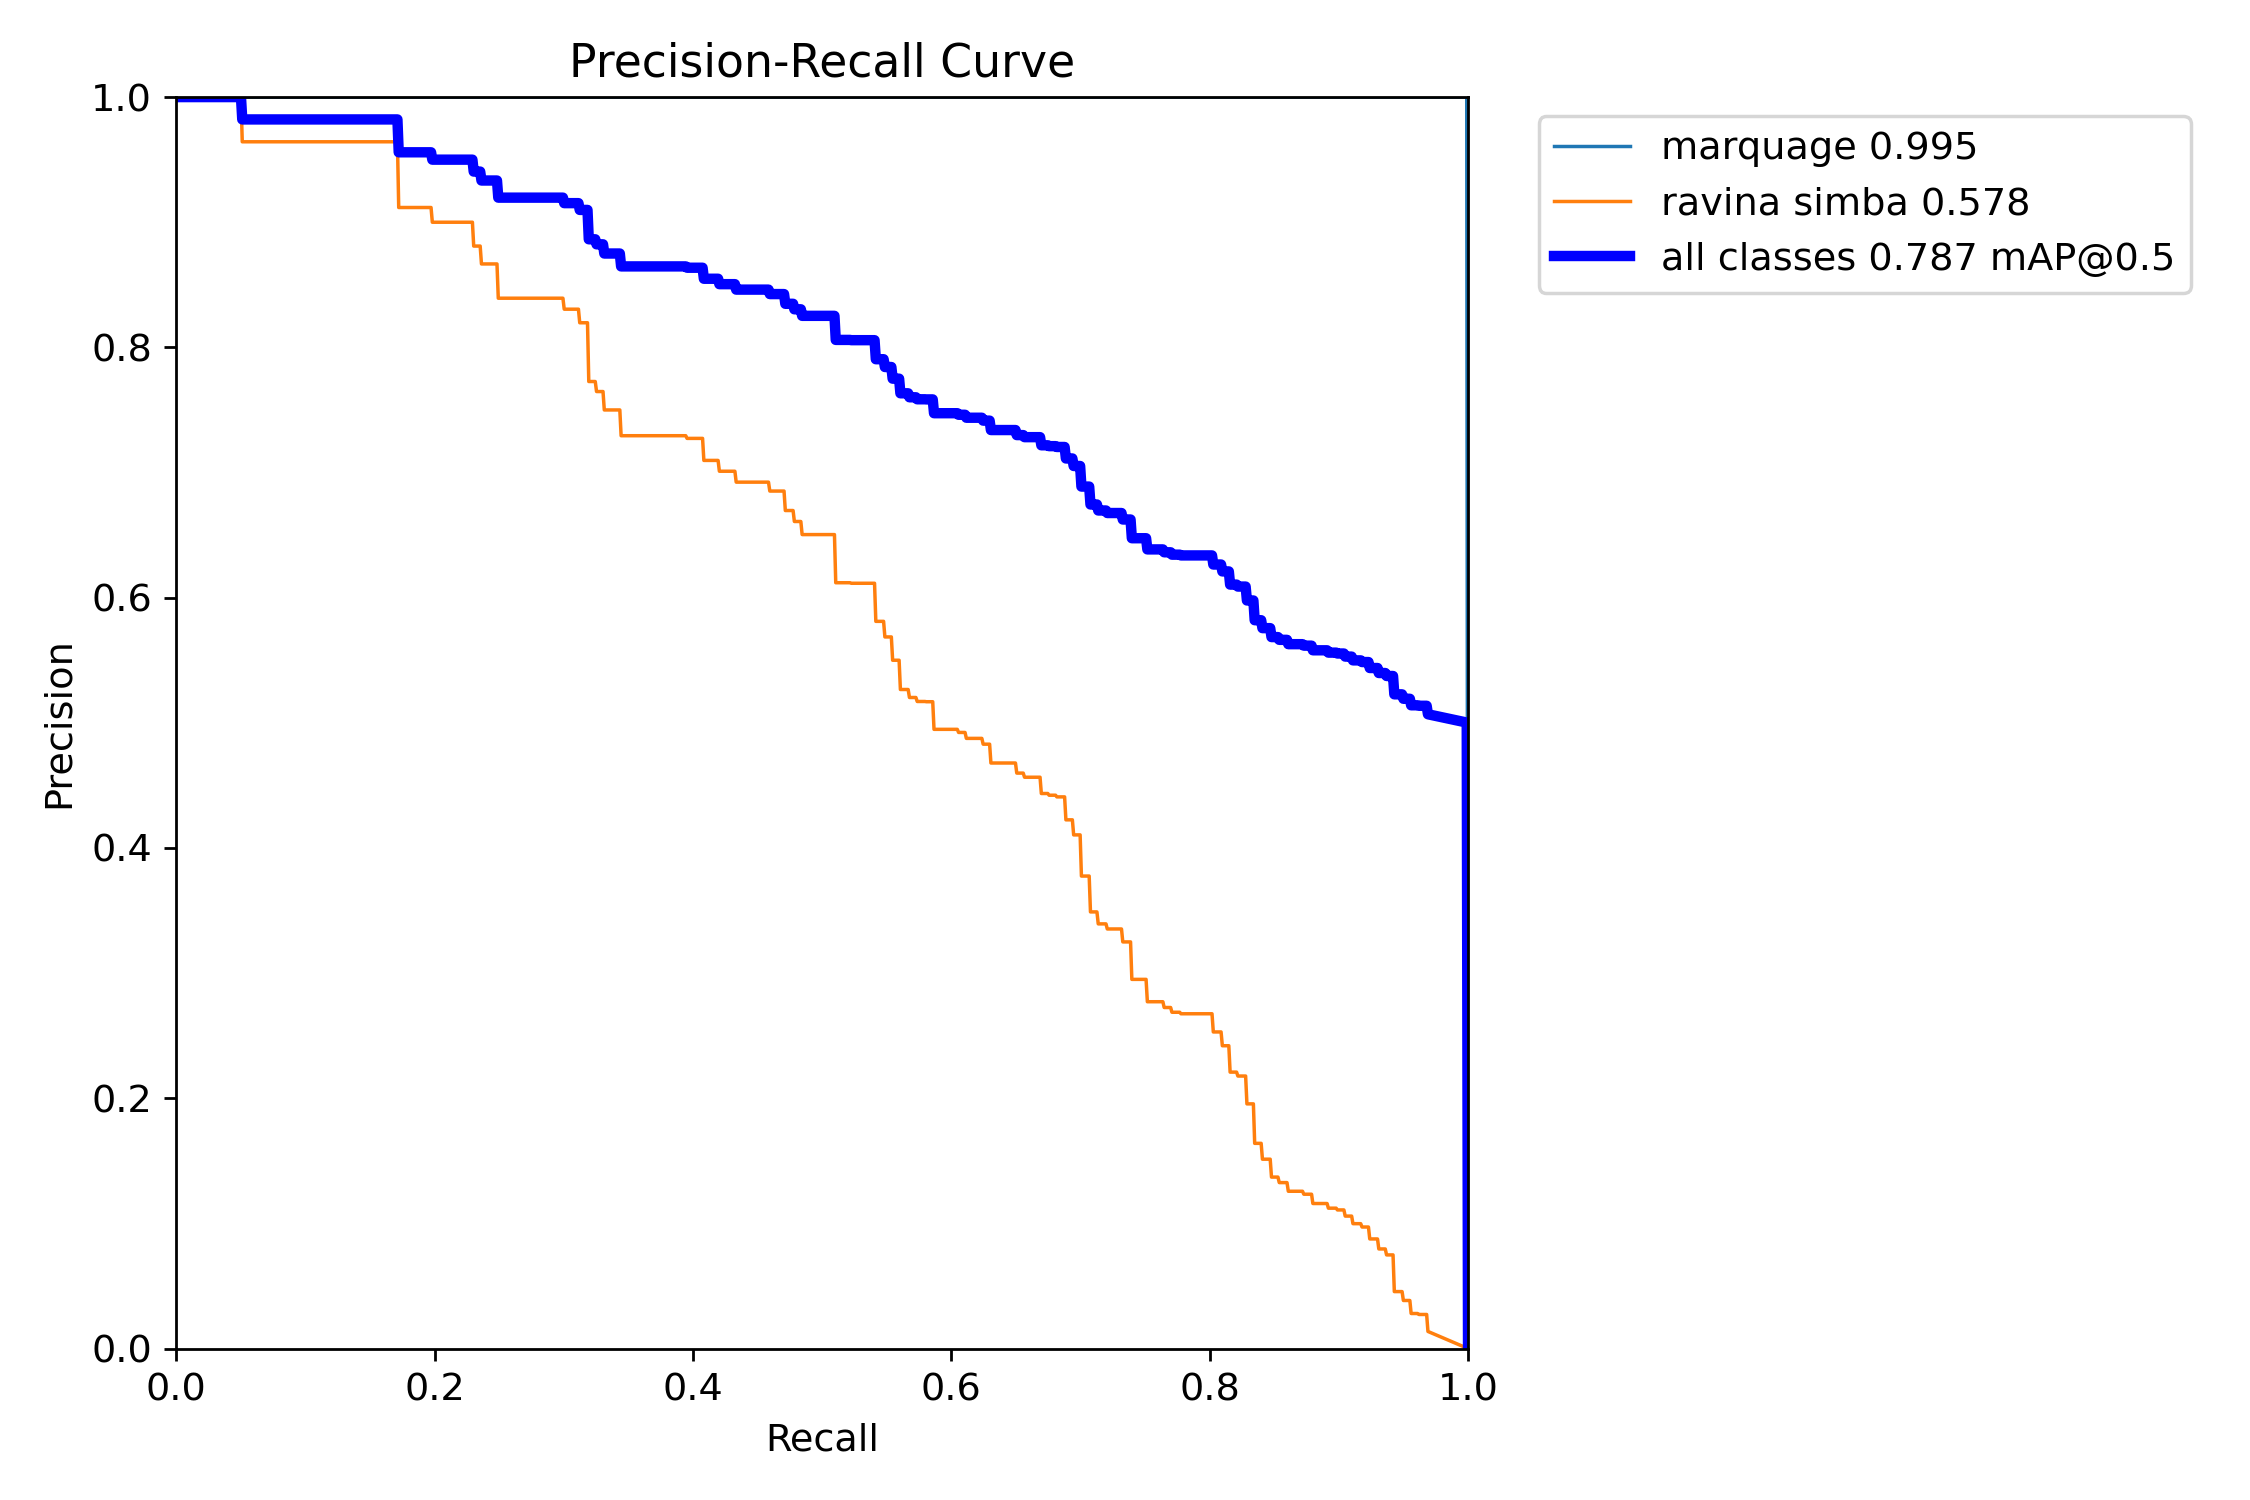 Precision-Recall Curve
1.0
0.8
0.6
0.4
0.2
0.0
Precision
0.0 0.2 0.4 0.6 0.8 1.0
Recall
marquage 0.995
ravina simba 0.578
all classes 0.787 mAP@0.5